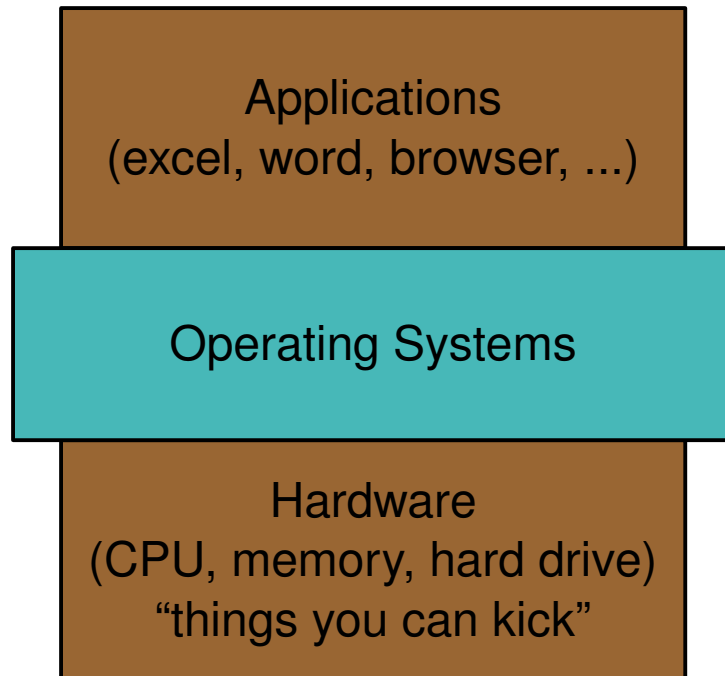 Applications
(excel, word, browser, ...)
Operating Systems
Hardware
(CPU, memory, hard drive)
“things you can kick”